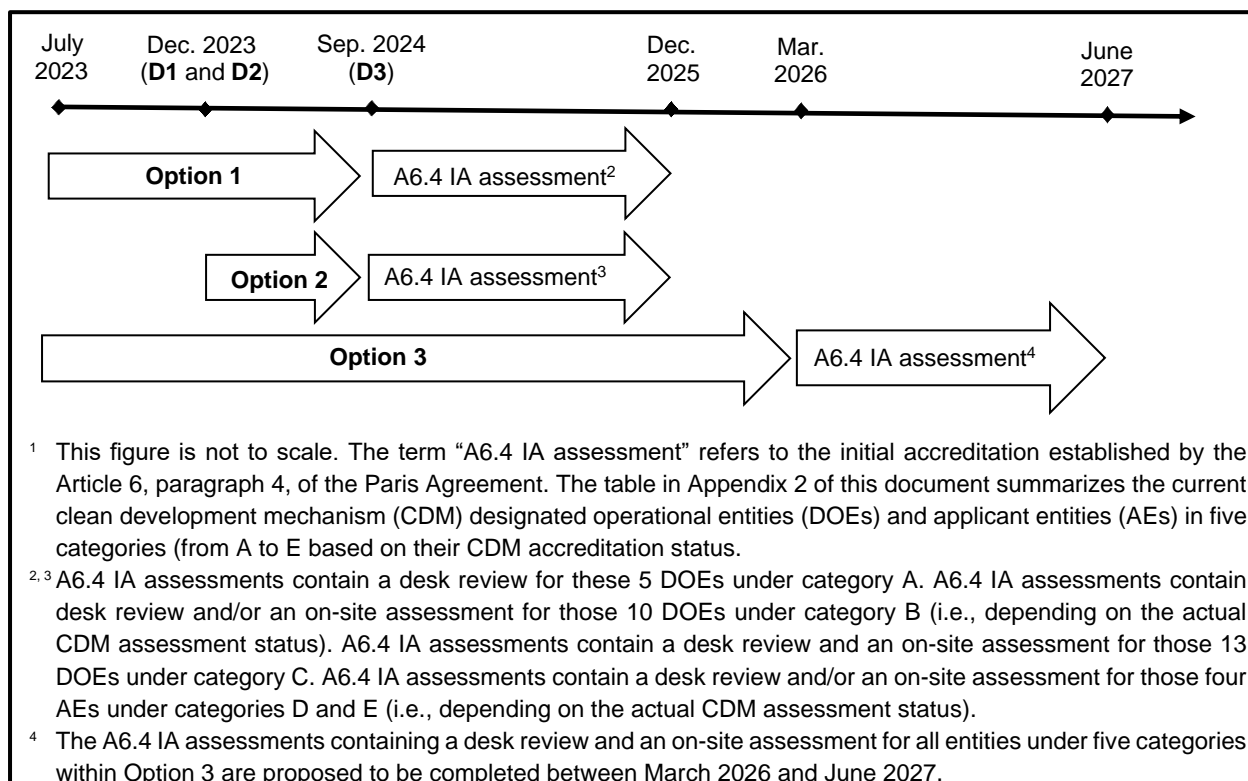 July Dec. 2023 Sep. 2024 Dec. Mar. June
2023 (D1 and D2) (D3) 2025 2026 2027
Option 1 A6.4 IA assessment2
Option 2 A6.4 IA assessment3
Option 3 A6.4 IA assessment4
1 This figure is not to scale. The term “A6.4 IA assessment” refers to the initial accreditation established by the
Article 6, paragraph 4, of the Paris Agreement. The table in Appendix 2 of this document summarizes the current
clean development mechanism (CDM) designated operational entities (DOEs) and applicant entities (AEs) in five
categories (from A to E based on their CDM accreditation status.
2, 3 A6.4 IA assessments contain a desk review for these 5 DOEs under category A. A6.4 IA assessments contain
desk review and/or an on-site assessment for those 10 DOEs under category B (i.e., depending on the actual
CDM assessment status). A6.4 IA assessments contain a desk review and an on-site assessment for those 13
DOEs under category C. A6.4 IA assessments contain a desk review and/or an on-site assessment for those four
AEs under categories D and E (i.e., depending on the actual CDM assessment status).
4 The A6.4 IA assessments containing a desk review and an on-site assessment for all entities under five categories
within Option 3 are proposed to be completed between March 2026 and June 2027.